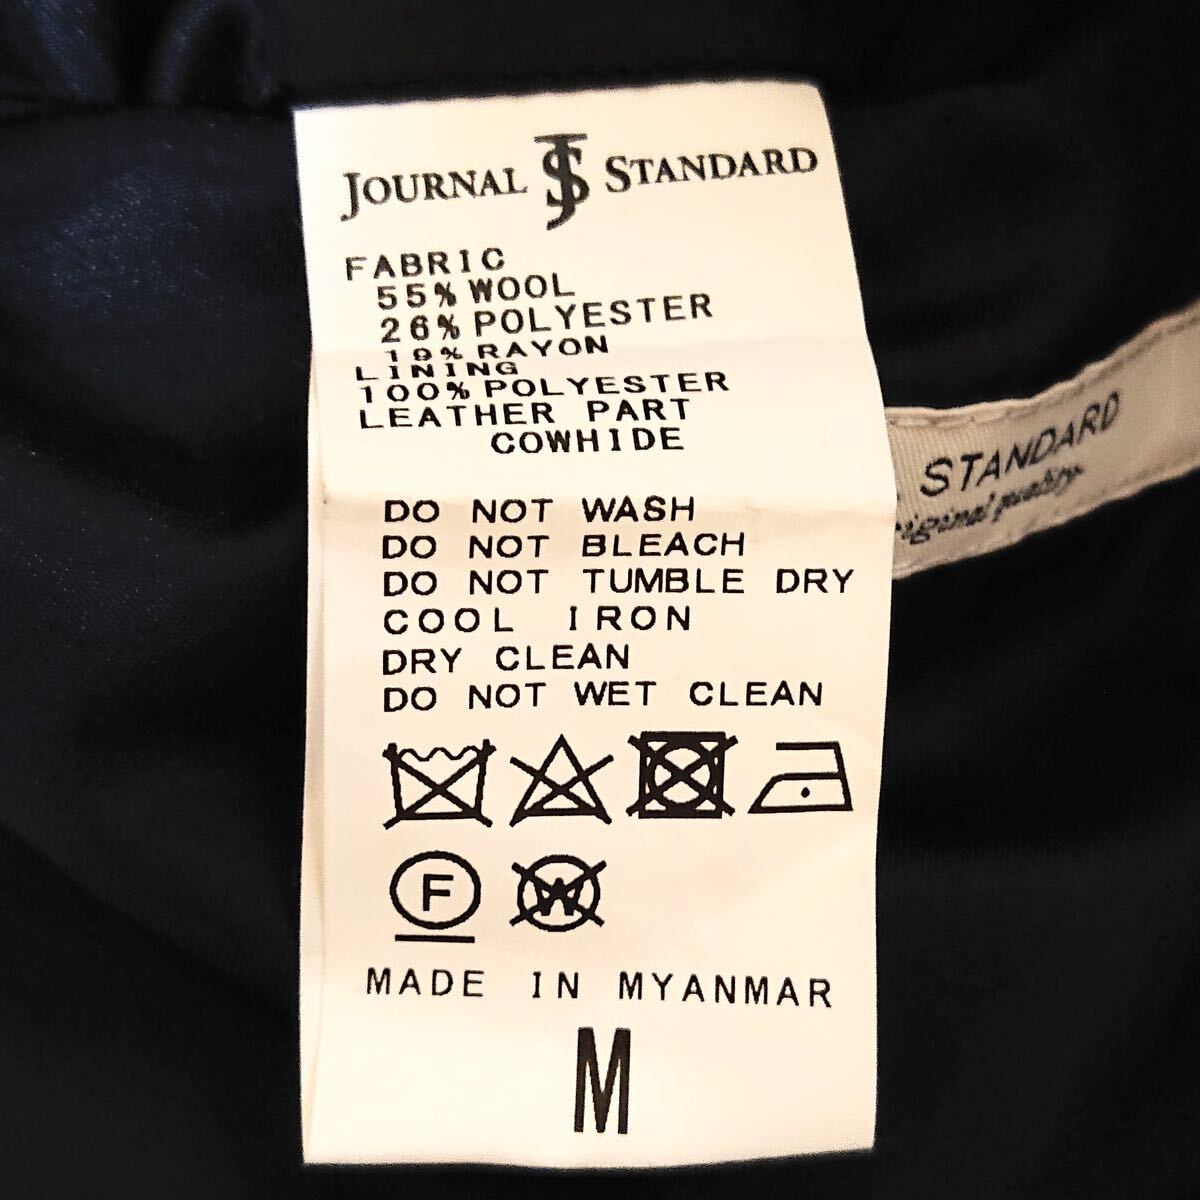 JOURNAL JS STANDARD
FABRIC
55% WOOL
26% POLYESTER
19% RAYON
LINING
100% POLYESTER
LEATHER PART
COWHIDE
DO NOT WASH
DO NOT BLEACH
DO NOT TUMBLE DRY
COOL IRON
DRY CLEAN
DO NOT WET CLEAN
F W
MADE IN MYANMAR
M
STANDARD
quality